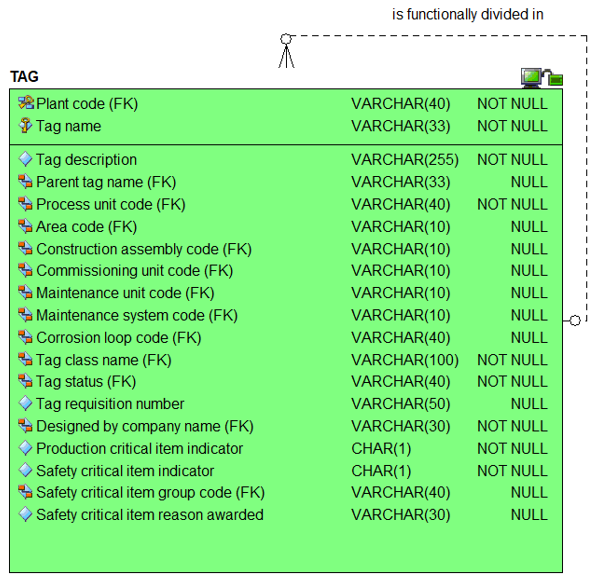 is functionally divided in
TAG
Plant code (FK) VARCHAR(40) NOT NULL
Tag name VARCHAR(33) NOT NULL
Tag description VARCHAR(255) NOT NULL
Parent tag name (FK) VARCHAR(33) NULL
Process unit code (FK) VARCHAR(40) NOT NULL
Area code (FK) VARCHAR(10) NULL
Construction assembly code (FK) VARCHAR(10) NULL
Commissioning unit code (FK) VARCHAR(10) NULL
Maintenance unit code (FK) VARCHAR(10) NULL
Maintenance system code (FK) VARCHAR(10) NULL
Corrosion loop code (FK) VARCHAR(40) NULL
Tag class name (FK) VARCHAR(100) NOT NULL
Tag status (FK) VARCHAR(40) NOT NULL
Tag requisition number VARCHAR(50) NULL
Designed by company name (FK) VARCHAR(30) NOT NULL
Production critical item indicator CHAR(1) NOT NULL
Safety critical item indicator CHAR(1) NOT NULL
Safety critical item group code (FK) VARCHAR(40) NULL
Safety critical item reason awarded VARCHAR(30) NULL